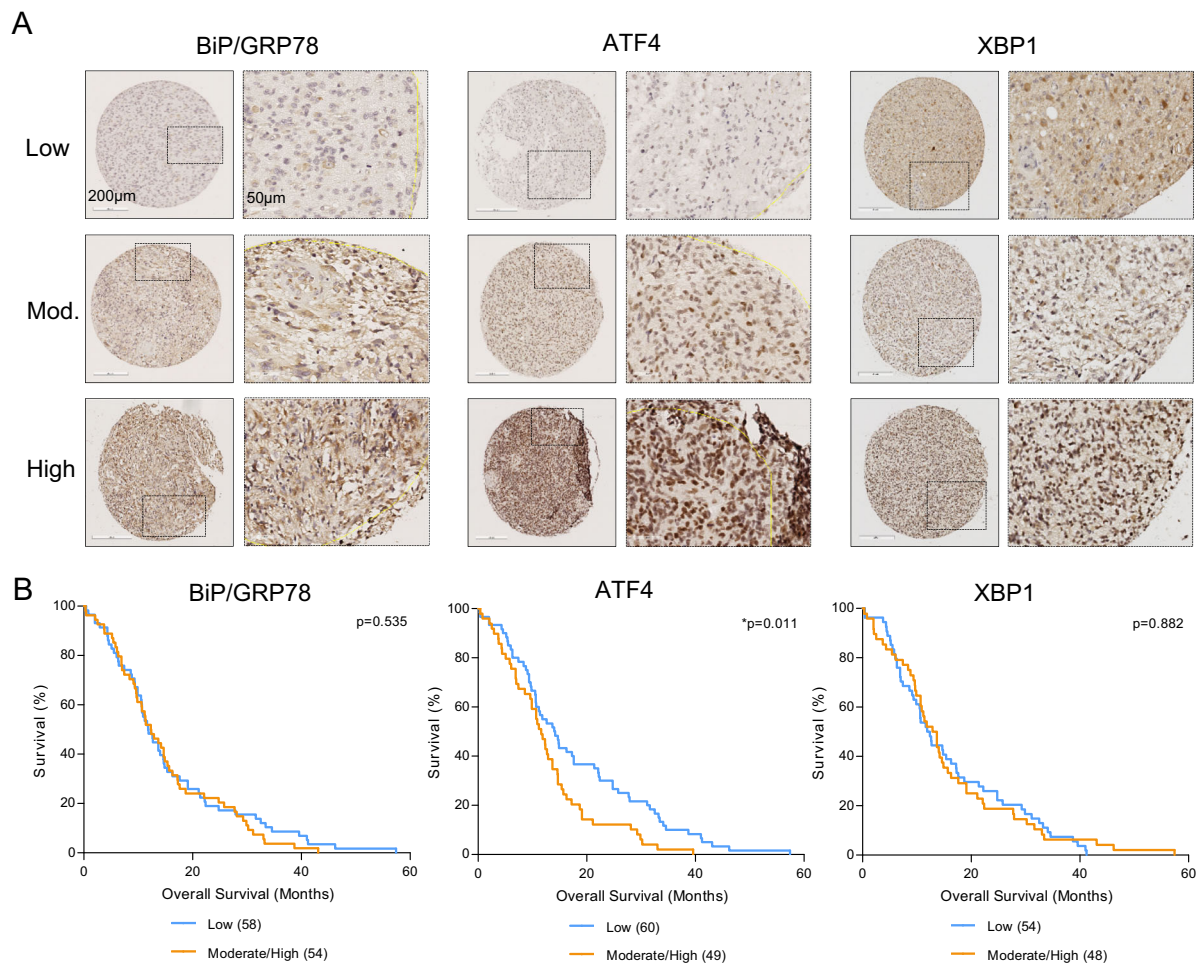 A
BiP/GRP78
ATF4
XBP1
Low
200µm
50µm
Mod.
High
B
BiP/GRP78
p=0.535
100
80
60
40
20
0
Survival (%)
0 20 40 60
Overall Survival (Months)
Low (58)
Moderate/High (54)
ATF4
*p=0.011
100
80
60
40
20
0
Survival (%)
0 20 40 60
Overall Survival (Months)
Low (60)
Moderate/High (49)
XBP1
p=0.882
100
80
60
40
20
0
Survival (%)
0 20 40 60
Overall Survival (Months)
Low (54)
Moderate/High (48)